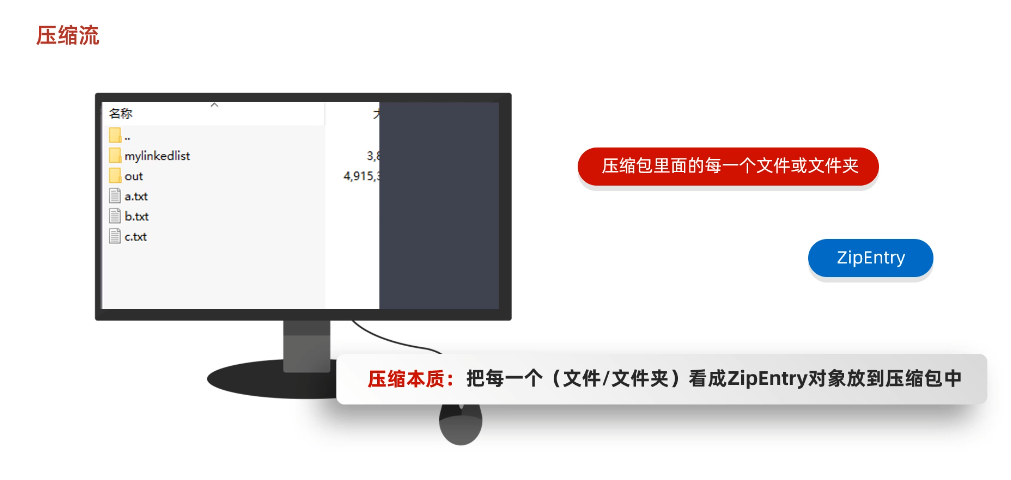 压缩流
名称
..
mylinkedlist
3,8
out
4,915,3
a.txt
b.txt
c.txt
压缩包里面的每一个文件或文件夹
ZipEntry
压缩本质：把每一个（文件/文件夹）看成ZipEntry对象放到压缩包中